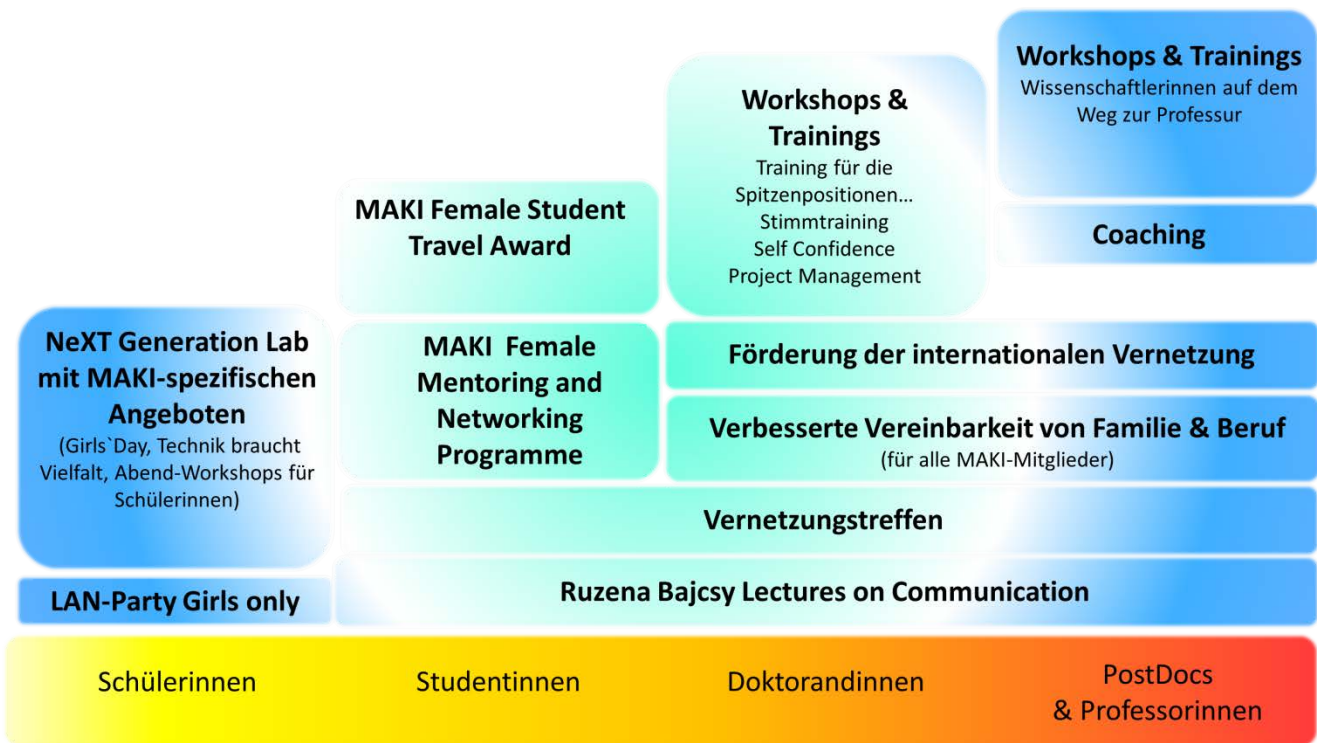 Workshops & Trainings
Wissenschaftlerinnen auf dem
Weg zur Professur
Workshops &
Trainings
Training für die
Spitzenpositionen…
Stimmtraining
Self Confidence
Project Management
MAKI Female Student
Travel Award
Coaching
NeXT Generation Lab
mit MAKI-spezifischen
Angeboten
(Girls`Day, Technik braucht
Vielfalt, Abend-Workshops für
Schülerinnen)
MAKI Female
Mentoring and
Networking
Programme
Förderung der internationalen Vernetzung
Verbesserte Vereinbarkeit von Familie & Beruf
(für alle MAKI-Mitglieder)
Vernetzungstreffen
LAN-Party Girls only
Ruzena Bajcsy Lectures on Communication
Schülerinnen
Studentinnen
Doktorandinnen
PostDocs
& Professorinnen